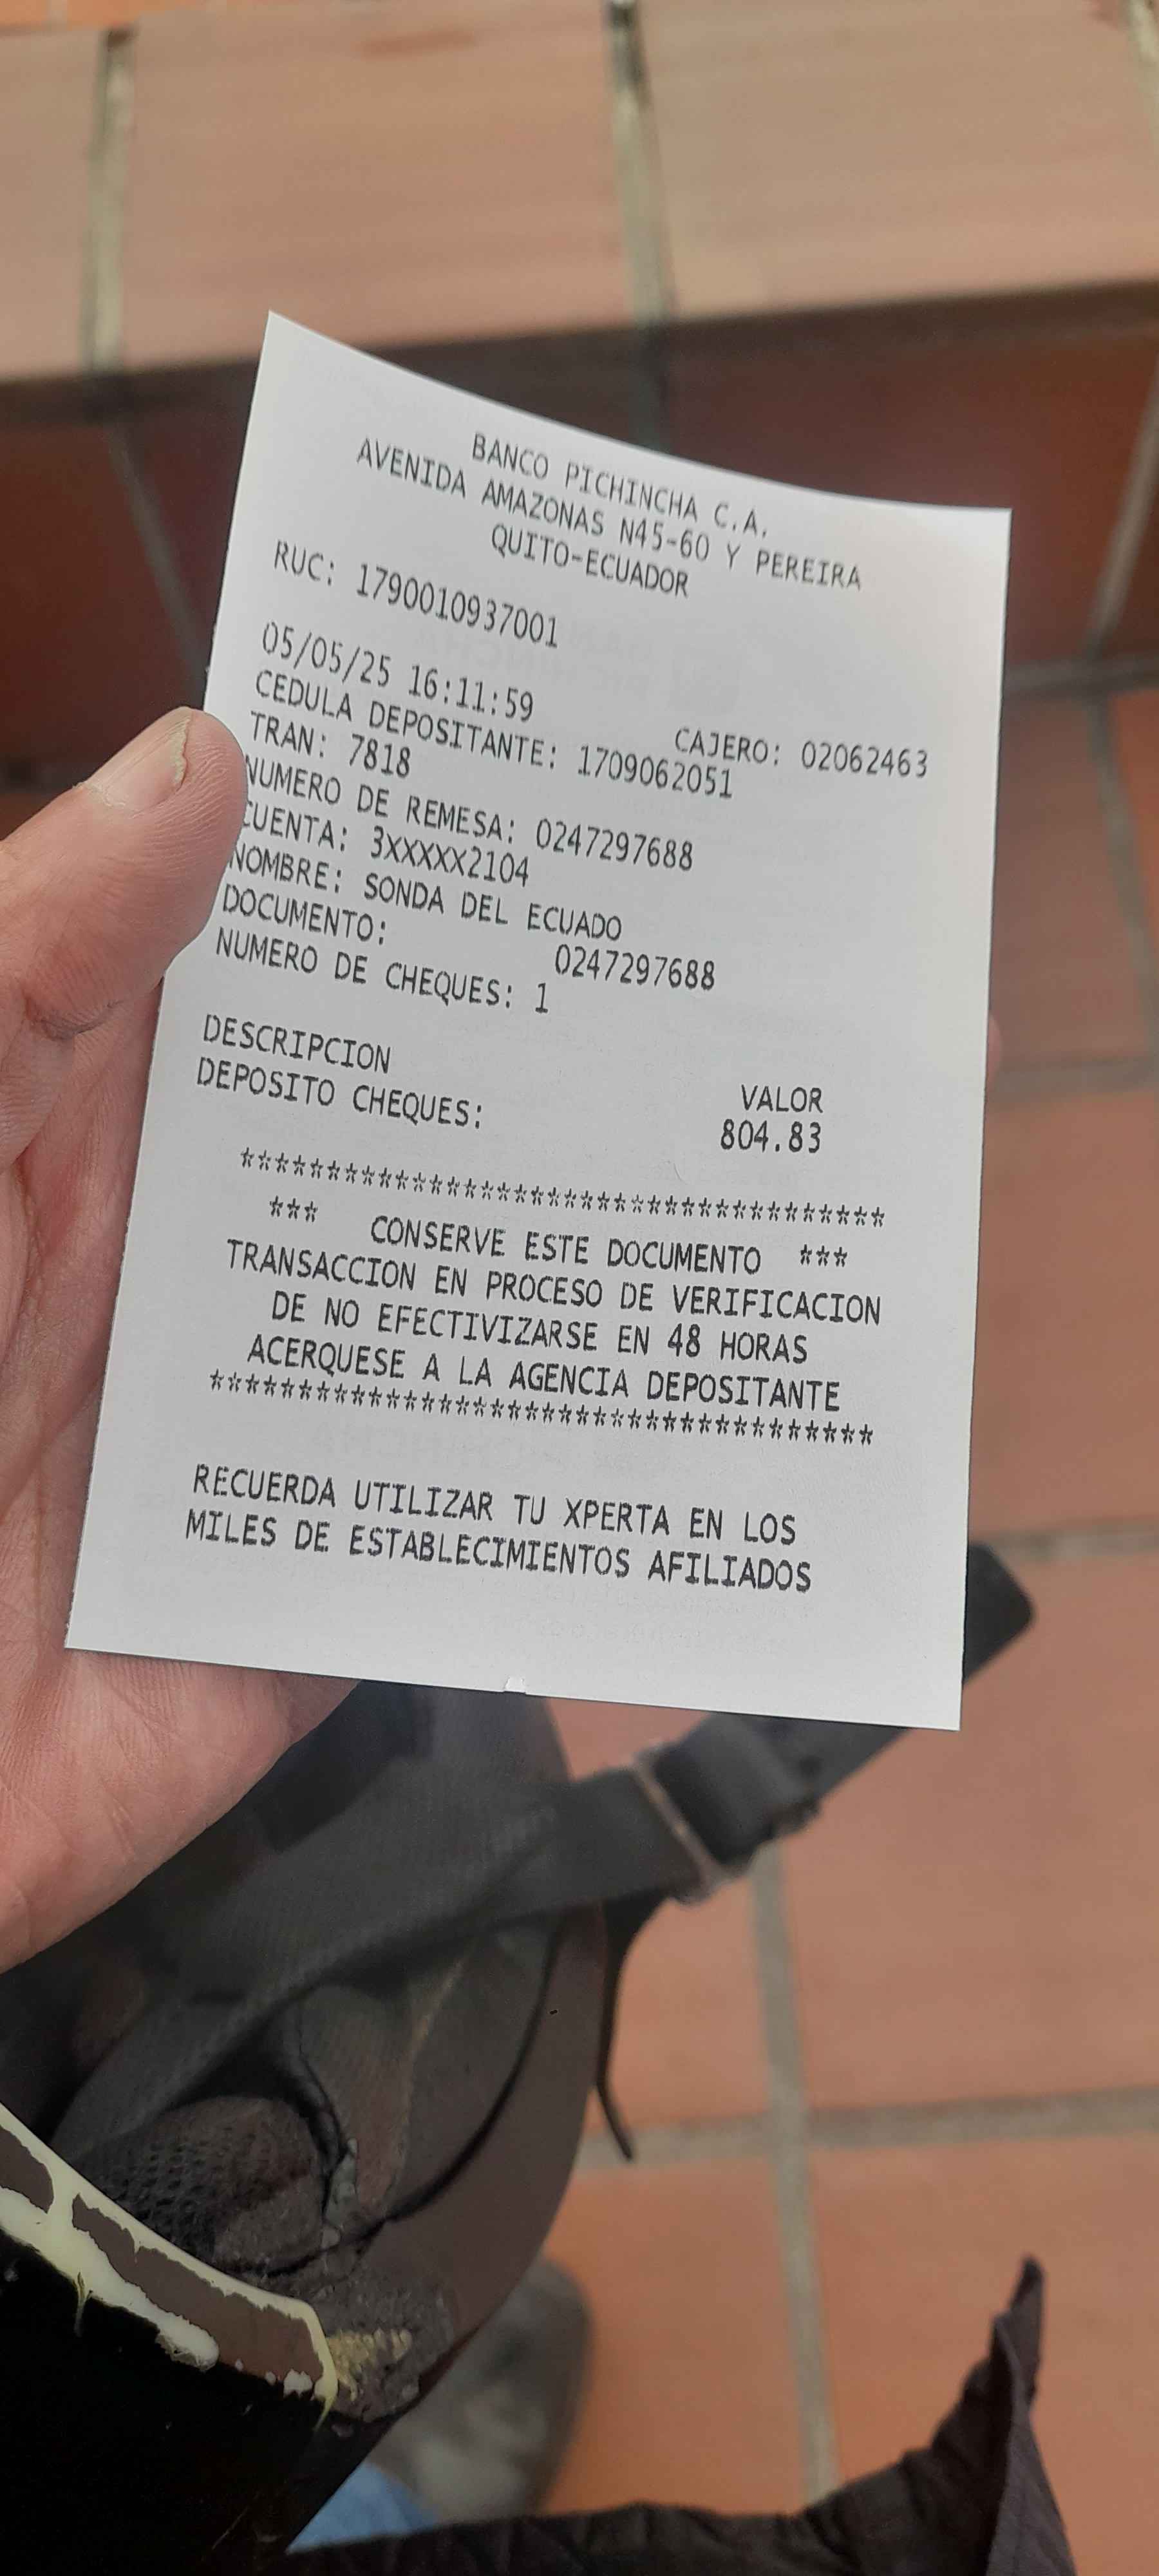 BANCO PICHINCHA C.A.
AVENIDA AMAZONAS N45-60 Y PEREIRA
QUITO-ECUADOR
RUC: 1790010937001
05/05/25 16:11:59 CAJERO: 02062463
CEDULA DEPOSITANTE: 1709062051
TRAN: 7818
NUMERO DE REMESA: 0247297688
CUENTA: 3XXXXX2104
NOMBRE: SONDA DEL ECUADO
DOCUMENTO: 0247297688
NUMERO DE CHEQUES: 1
DESCRIPCION VALOR
DEPOSITO CHEQUES: 804.83
**************************************
*** CONSERVE ESTE DOCUMENTO ***
TRANSACCION EN PROCESO DE VERIFICACION
DE NO EFECTIVIZARSE EN 48 HORAS
ACERQUESE A LA AGENCIA DEPOSITANTE
**************************************
RECUERDA UTILIZAR TU XPERTA EN LOS
MILES DE ESTABLECIMIENTOS AFILIADOS